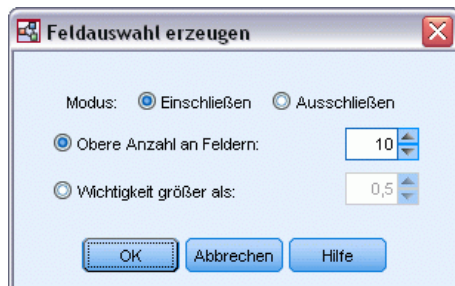 Feldauswahl erzeugen
Modus: Einschließen Ausschließen
Obere Anzahl an Feldern: 10
Wichtigkeit größer als: 0,5
OK Abbrechen Hilfe